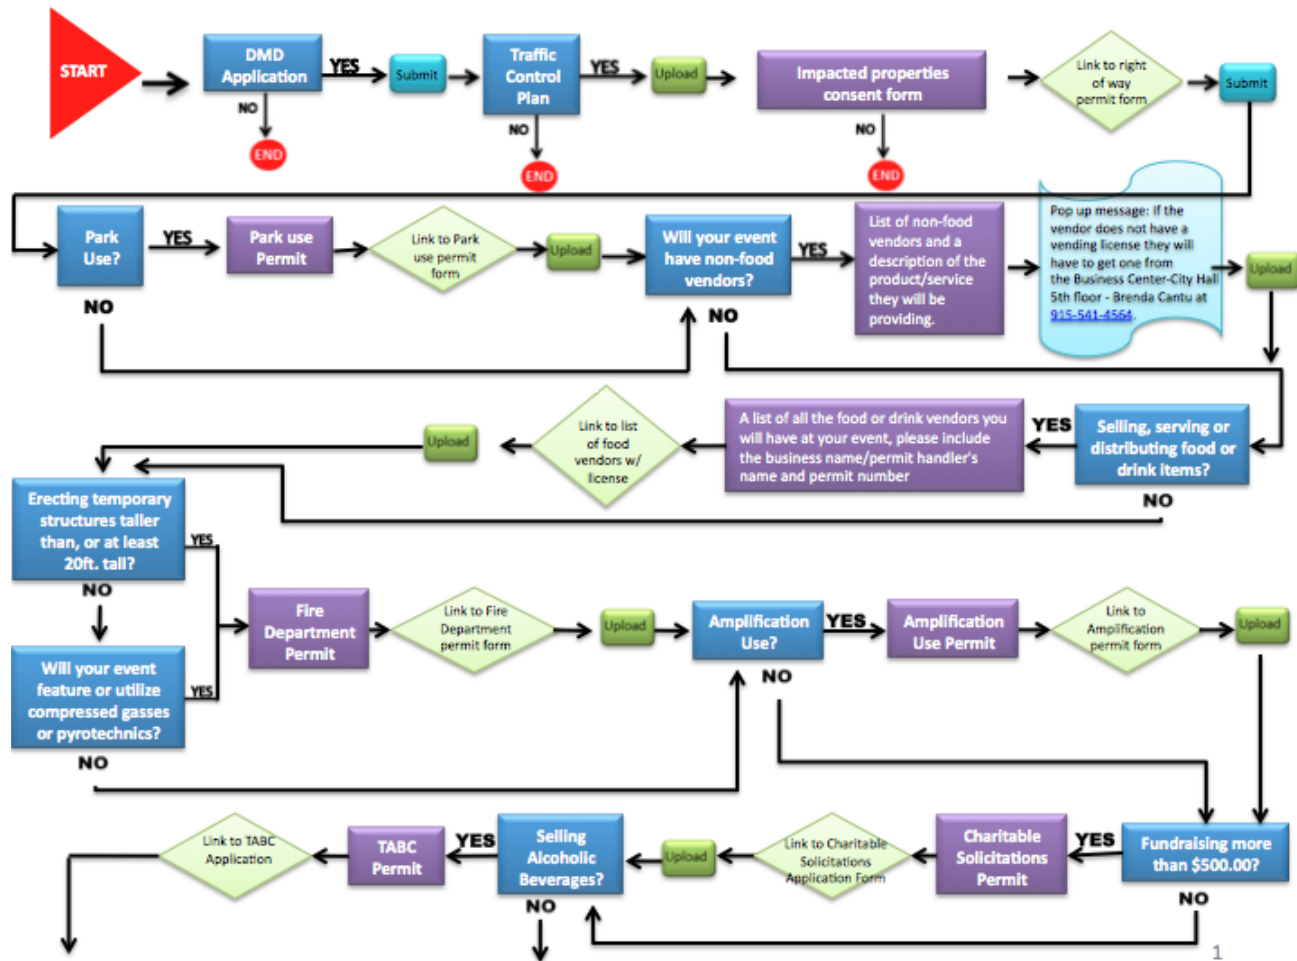 START
DMD
Application
YES
Submit
Traffic
Control
Plan
YES
Upload
Impacted properties
consent form
Link to right
of way
permit form
Submit
NO
END
NO
END
NO
END
Park
Use?
YES
Park use
Permit
Link to Park
use permit
form
Upload
Will your event
have non-food
vendors?
YES
List of non-food
vendors and a
description of the
product/service
they will be
providing.
Pop up message: If the
vendor does not have a
vending license they will
have to get one from
the Business Center-City Hall
5th floor - Brenda Cantu at
915-541-4564.
Upload
NO
NO
Selling, serving or
distributing food or
drink items?
YES
A list of all the food or drink vendors you
will have at your event, please include
the business name/permit handler's
name and permit number
Link to list
of food
vendors w/
license
Upload
NO
Erecting temporary
structures taller
than, or at least
20ft. tall?
YES
NO
Will your event
feature or utilize
compressed gasses
or pyrotechnics?
YES
NO
Fire
Department
Permit
Link to Fire
Department
permit form
Upload
Amplification
Use?
YES
Amplification
Use Permit
Link to
Amplification
permit form
Upload
NO
Fundraising more
than $500.00?
YES
Charitable
Solicitations
Permit
Link to Charitable
Solicitations
Application Form
Upload
Selling
Alcoholic
Beverages?
YES
TABC
Permit
Link to TABC
Application
NO
NO
1